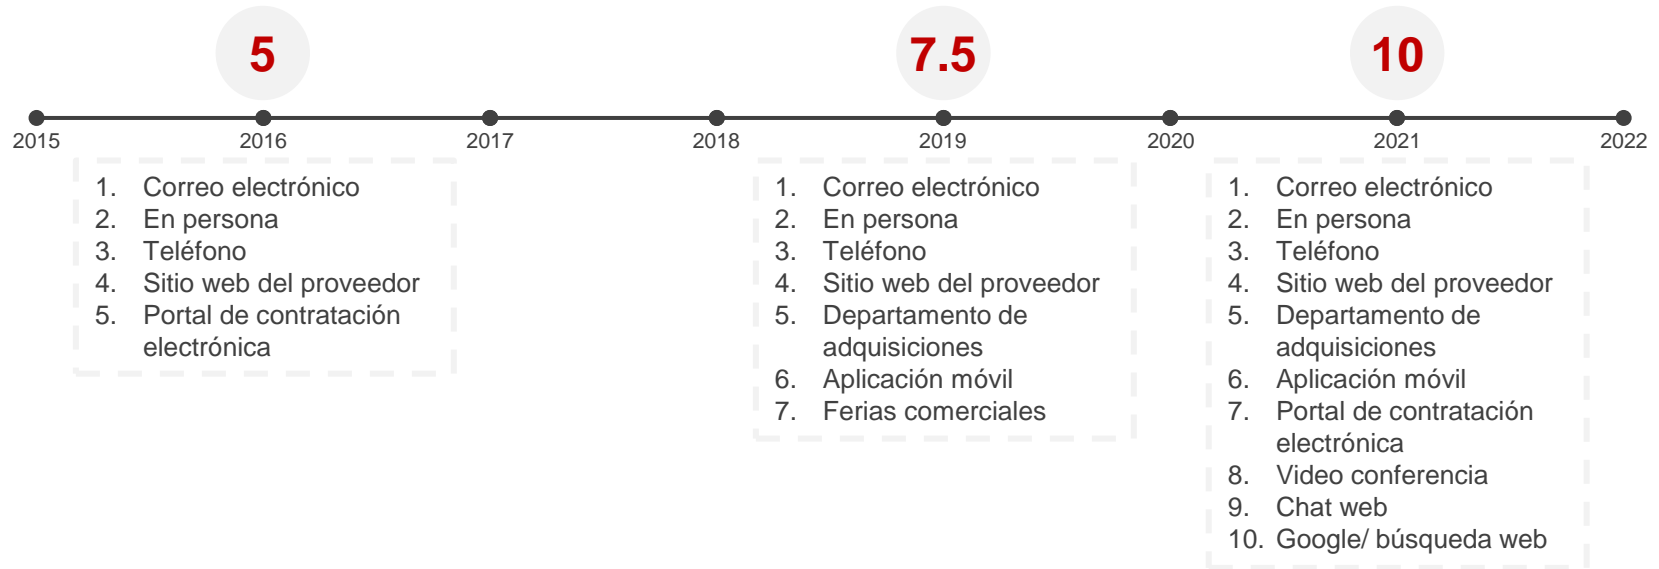 5
7.5
10
2015
2016
2017
2018
2019
2020
2021
2022
1. Correo electrónico
2. En persona
3. Teléfono
4. Sitio web del proveedor
5. Portal de contratación
electrónica
1. Correo electrónico
2. En persona
3. Teléfono
4. Sitio web del proveedor
5. Departamento de
adquisiciones
6. Aplicación móvil
7. Ferias comerciales
1. Correo electrónico
2. En persona
3. Teléfono
4. Sitio web del proveedor
5. Departamento de
adquisiciones
6. Aplicación móvil
7. Portal de contratación
electrónica
8. Video conferencia
9. Chat web
10. Google/ búsqueda web